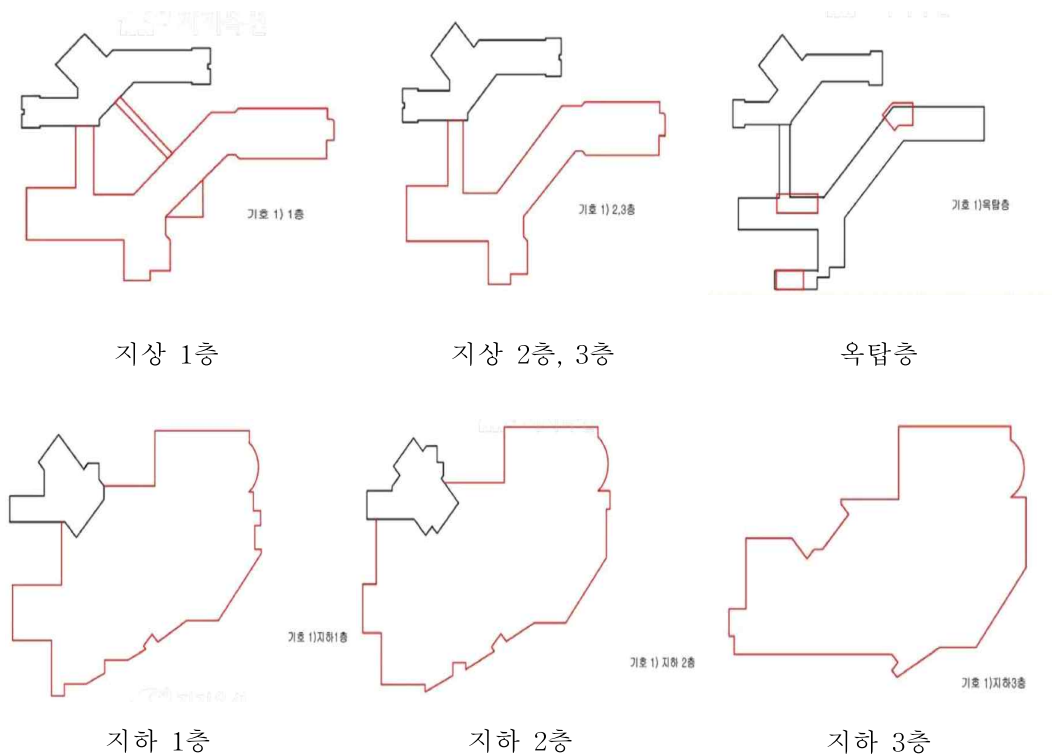 기호 1) 1층
기호 1) 2,3층
기호 1)옥탑층
지상 1층
지상 2층, 3층
옥탑층
기호 1)지하1층
기호 1) 지하 2층
기호 1)지하3층
지하 1층
지하 2층
지하 3층